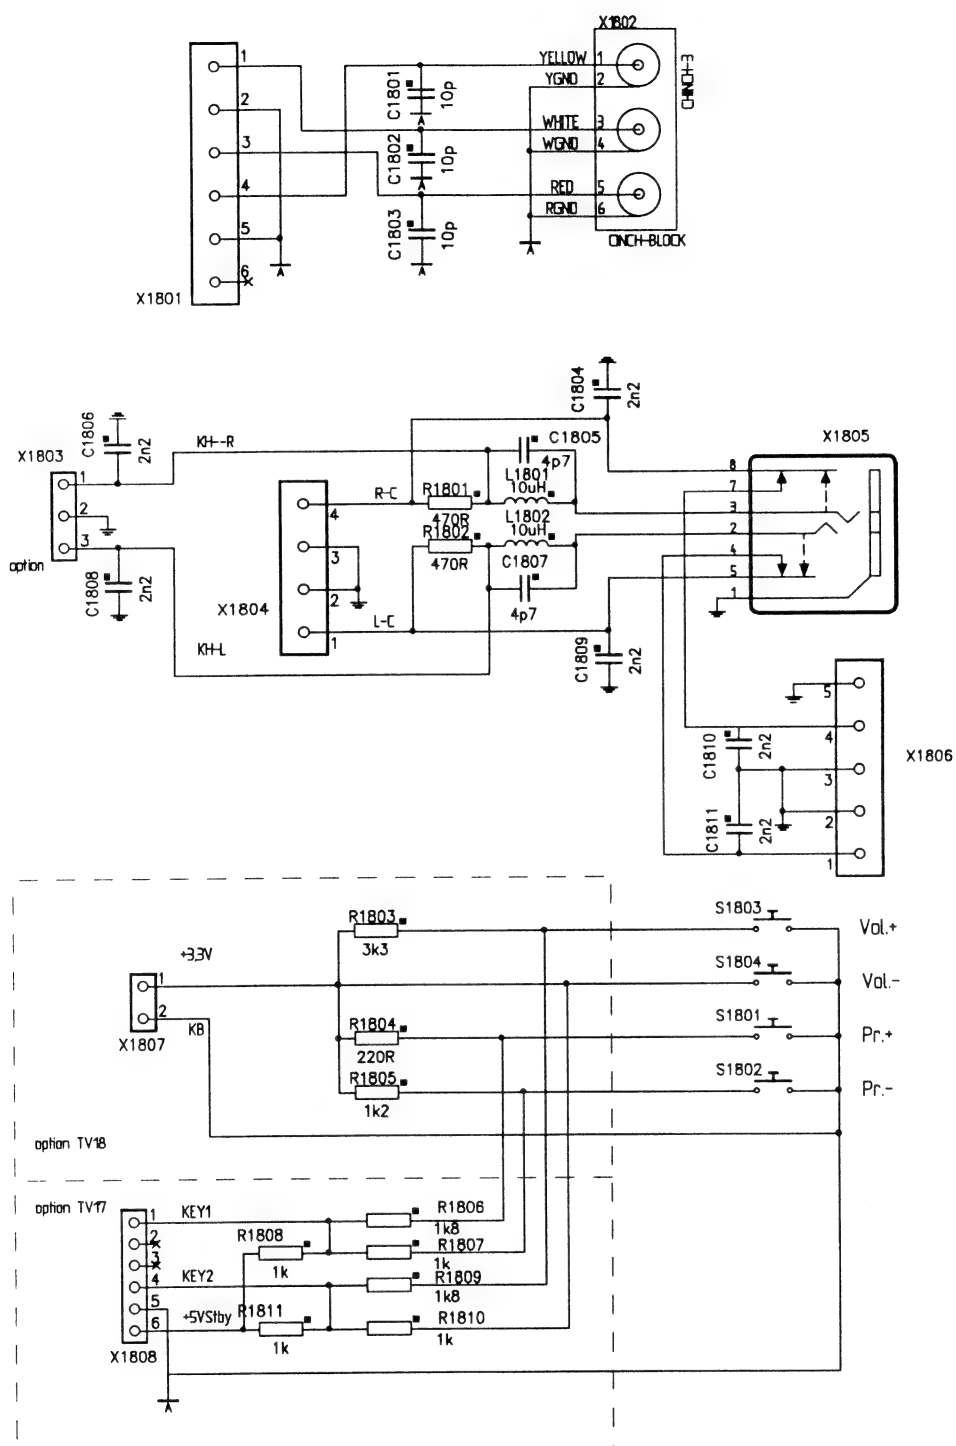 X1802
1
YELLOW 1
2
C1801
10p
YGND 2
CHINCH-3
A
3
WHITE 3
C1802
10p
WGND 4
4
A
RED 5
5
C1803
10p
RGND 6
6
A
A
A
CINCH-BLOCK
X1801
C1804
2n2
C1806
2n2
X1803
KH--R
C1805
4p7
X1805
1
2
3
option
R-C
R1801
470R
L1801
10uH
8
7
3
2
4
5
1
4
3
2
1
R1802
470R
L1802
10uH
C1807
4p7
C1808
2n2
X1804
L-C
KH-L
C1809
2n2
5
4
3
2
1
C1810
2n2
X1806
C1811
2n2
R1803
3k3
S1803
Vol.+
+3,3V
1
S1804
Vol.-
2
KB
X1807
R1804
220R
S1801
Pr.+
R1805
1k2
S1802
Pr.-
option TV18
option TV17
1
KEY1
R1806
1k8
2
R1808
1k
R1807
1k
3
4
KEY2
R1809
1k8
5
6
+5VStby
R1811
1k
R1810
1k
X1808
A